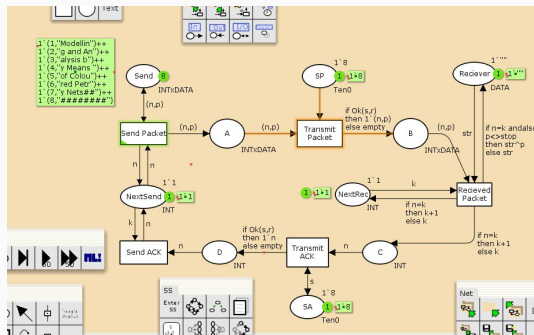 Text
1`(1,"Modellin")++
1`(2,"g and An")++
1`(3,"alysis b")++
1`(4,"y Means ")++
1`(5,"of Colou")++
1`(6,"red Petr")++
1`(7,"y Nets##")++
1`(8,"########")
Send
8
INTxDATA
(n,p)
1`8
SP
1
1`8
Ten0
1`""
Reciever
1
1`""
DATA
Send Packet
(n,p)
A
(n,p)
INTxDATA
Transmit
Packet
if Ok(s,r)
then 1`(n,p)
else empty
B
INTxDATA
(n,p)
str
if n=k andalso
p<>stop
then str^p
else str
n
n
1`1
NextSend
1
1`1
INT
1
1`1
1`1
NextRec
INT
k
if n=k
then k+1
else k
Recieved
Packet
if n=k
then k+1
else k
k
n
Send ACK
n
D
INT
if Ok(s,r)
then 1`n
else empty
Transmit
ACK
n
C
INT
s
1`8
SA
1
1`8
Ten0
ML!
SS
Enter
SS
Net